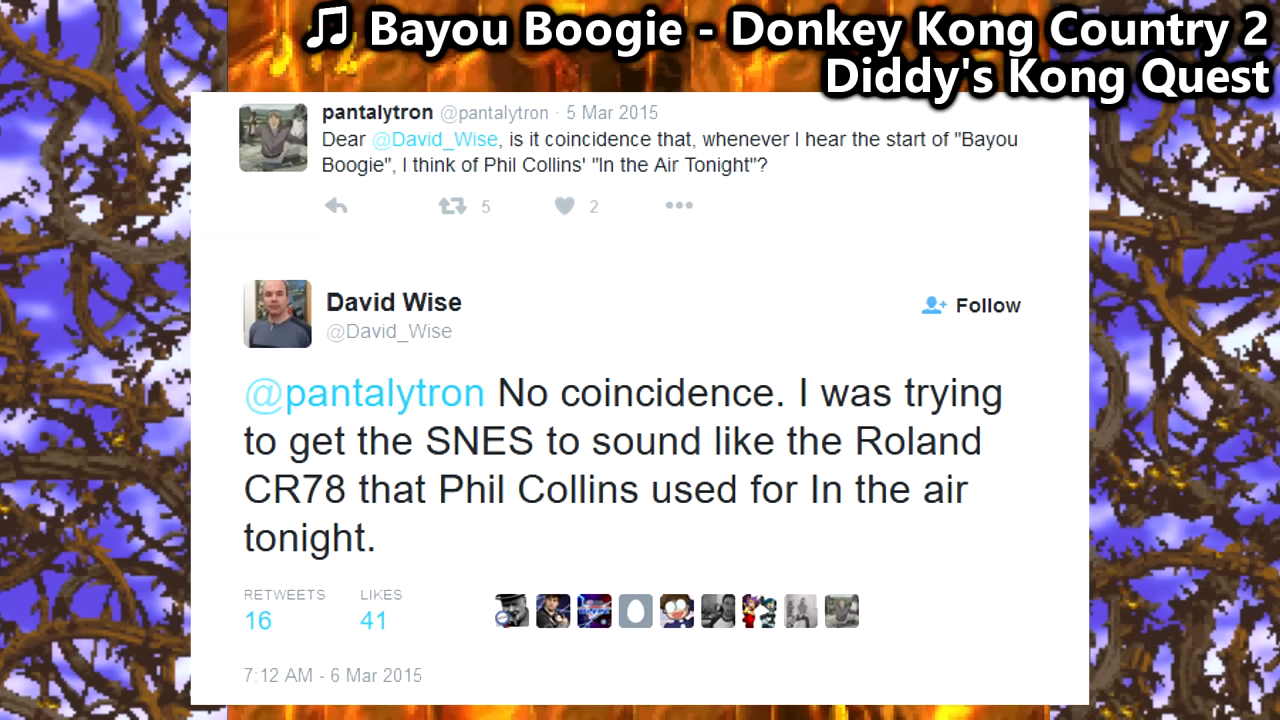 ♫ Bayou Boogie - Donkey Kong Country 2
Diddy's Kong Quest
pantalytron @pantalytron · 5 Mar 2015
Dear @David_Wise, is it coincidence that, whenever I hear the start of "Bayou
Boogie", I think of Phil Collins' "In the Air Tonight"?
5 2
David Wise
@David_Wise
Follow
@pantalytron No coincidence. I was trying
to get the SNES to sound like the Roland
CR78 that Phil Collins used for In the air
tonight.
RETWEETS LIKES
16 41
7:12 AM - 6 Mar 2015